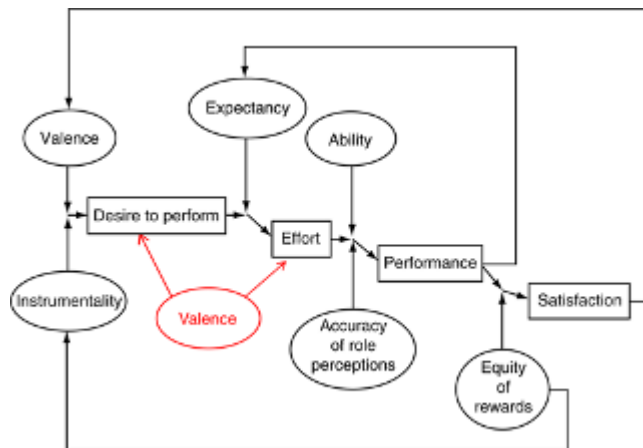 Expectancy
Valence
Ability
Desire to perform
Effort
Performance
Instrumentality
Valence
Satisfaction
Accuracy
of role
perceptions
Equity
of
rewards